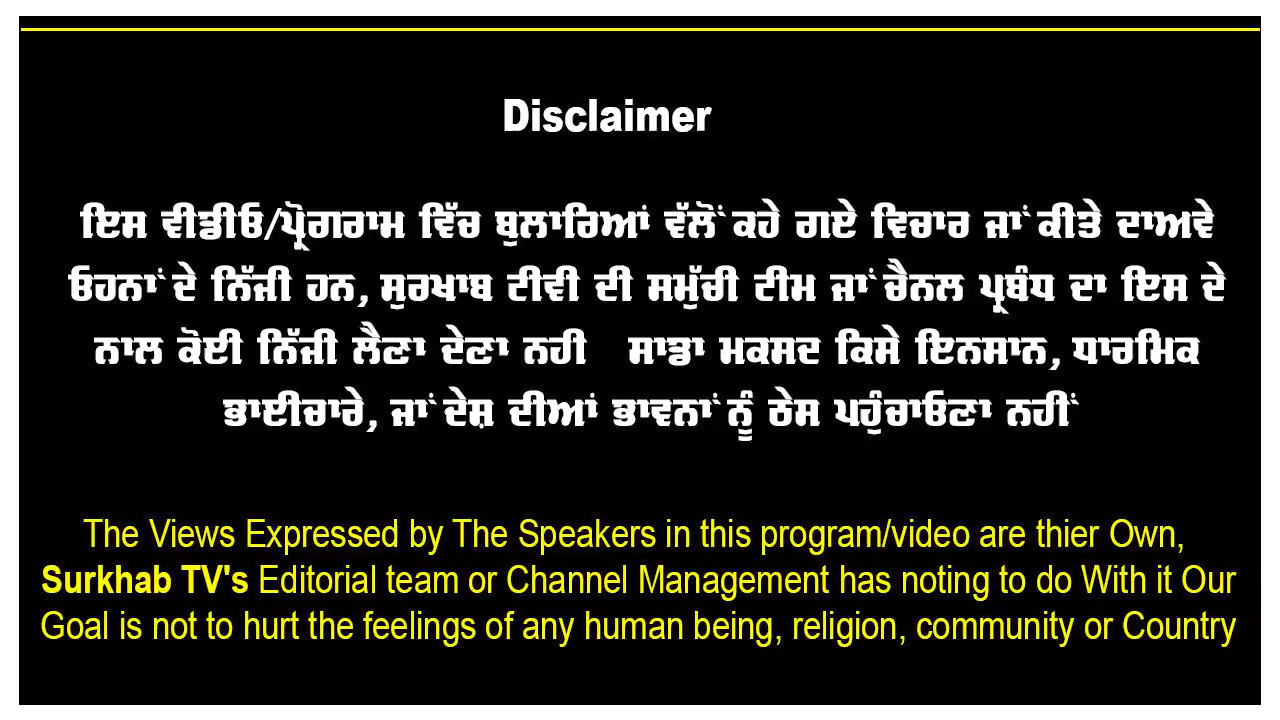 Disclaimer
ਇਸ ਵੀਡੀਓ/ਪ੍ਰੋਗਰਾਮ ਵਿੱਚ ਬੁਲਾਰਿਆਂ ਵੱਲੋਂ ਕਹੇ ਗਏ ਵਿਚਾਰ ਜਾਂ ਕੀਤੇ ਦਾਅਵੇ
ਓਹਨਾਂ ਦੇ ਨਿੱਜੀ ਹਨ, ਸੁਰਖਾਬ ਟੀਵੀ ਦੀ ਸਮੁੱਚੀ ਟੀਮ ਜਾਂ ਚੈਨਲ ਪ੍ਰਬੰਧ ਦਾ ਇਸ ਦੇ
ਨਾਲ ਕੋਈ ਨਿੱਜੀ ਲੈਣਾ ਦੇਣਾ ਨਹੀ ਸਾਡਾ ਮਕਸਦ ਕਿਸੇ ਇਨਸਾਨ, ਧਾਰਮਿਕ
ਭਾਈਚਾਰੇ, ਜਾਂ ਦੇਸ਼ ਦੀਆਂ ਭਾਵਨਾਂ ਨੂੰ ਠੇਸ ਪਹੁੰਚਾਓਣਾ ਨਹੀਂ
The Views Expressed by The Speakers in this program/video are thier Own,
Surkhab TV's Editorial team or Channel Management has noting to do With it Our
Goal is not to hurt the feelings of any human being, religion, community or Country